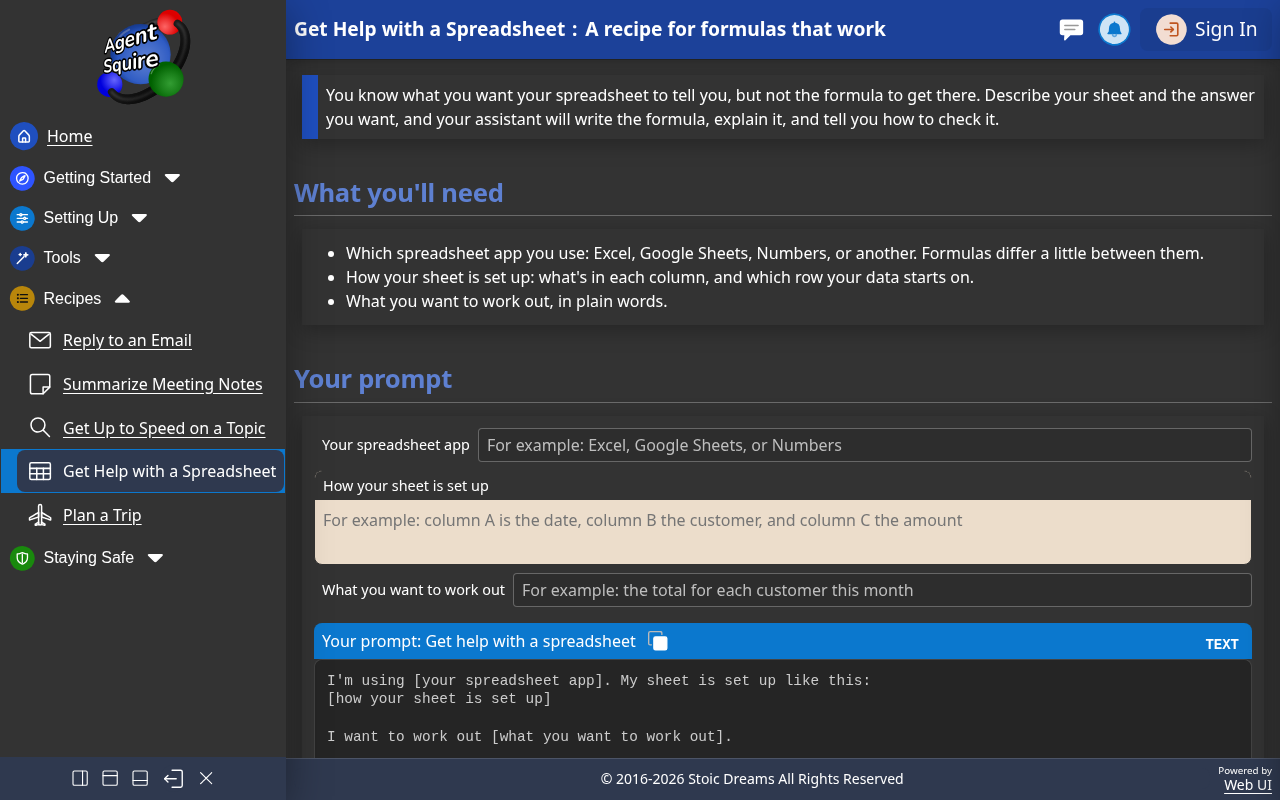 Agent
Squire
Home
Getting Started
Setting Up
Tools
Recipes
Reply to an Email
Summarize Meeting Notes
Get Up to Speed on a Topic
Get Help with a Spreadsheet
Plan a Trip
Staying Safe
Get Help with a Spreadsheet : A recipe for formulas that work
Sign In
You know what you want your spreadsheet to tell you, but not the formula to get there. Describe your sheet and the answer
you want, and your assistant will write the formula, explain it, and tell you how to check it.
What you'll need
Which spreadsheet app you use: Excel, Google Sheets, Numbers, or another. Formulas differ a little between them.
How your sheet is set up: what's in each column, and which row your data starts on.
What you want to work out, in plain words.
Your prompt
Your spreadsheet app
For example: Excel, Google Sheets, or Numbers
How your sheet is set up
For example: column A is the date, column B the customer, and column C the amount
What you want to work out
For example: the total for each customer this month
Your prompt: Get help with a spreadsheet
TEXT
I'm using [your spreadsheet app]. My sheet is set up like this:
[how your sheet is set up]
I want to work out [what you want to work out].
© 2016-2026 Stoic Dreams All Rights Reserved
Powered by
Web UI